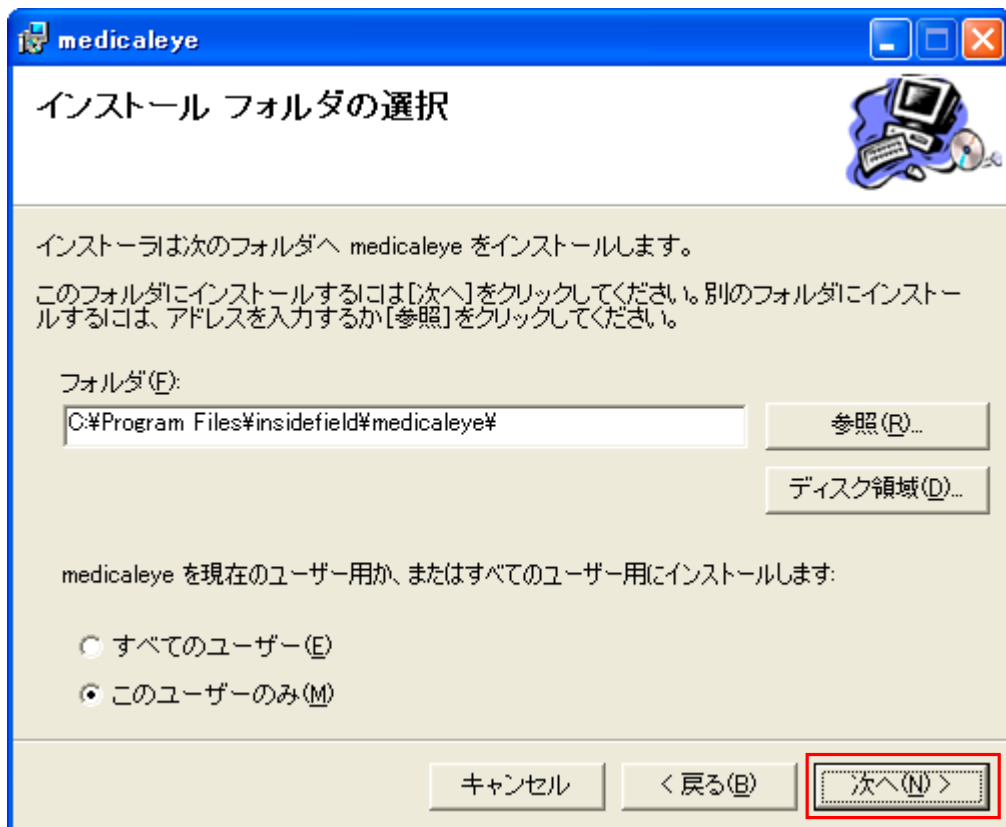 medicaleye
インストール フォルダの選択
インストーラは次のフォルダへ medicaleye をインストールします。
このフォルダにインストールするには[次へ]をクリックしてください。別のフォルダにインストー
ルするには、アドレスを入力するか[参照]をクリックしてください。
フォルダ(F):
C:¥Program Files¥insidefield¥medicaleye¥
参照(R)...
ディスク領域(D)...
medicaleye を現在のユーザー用か、またはすべてのユーザー用にインストールします:
すべてのユーザー(E)
このユーザーのみ(M)
キャンセル
< 戻る(B)
次へ(N) >